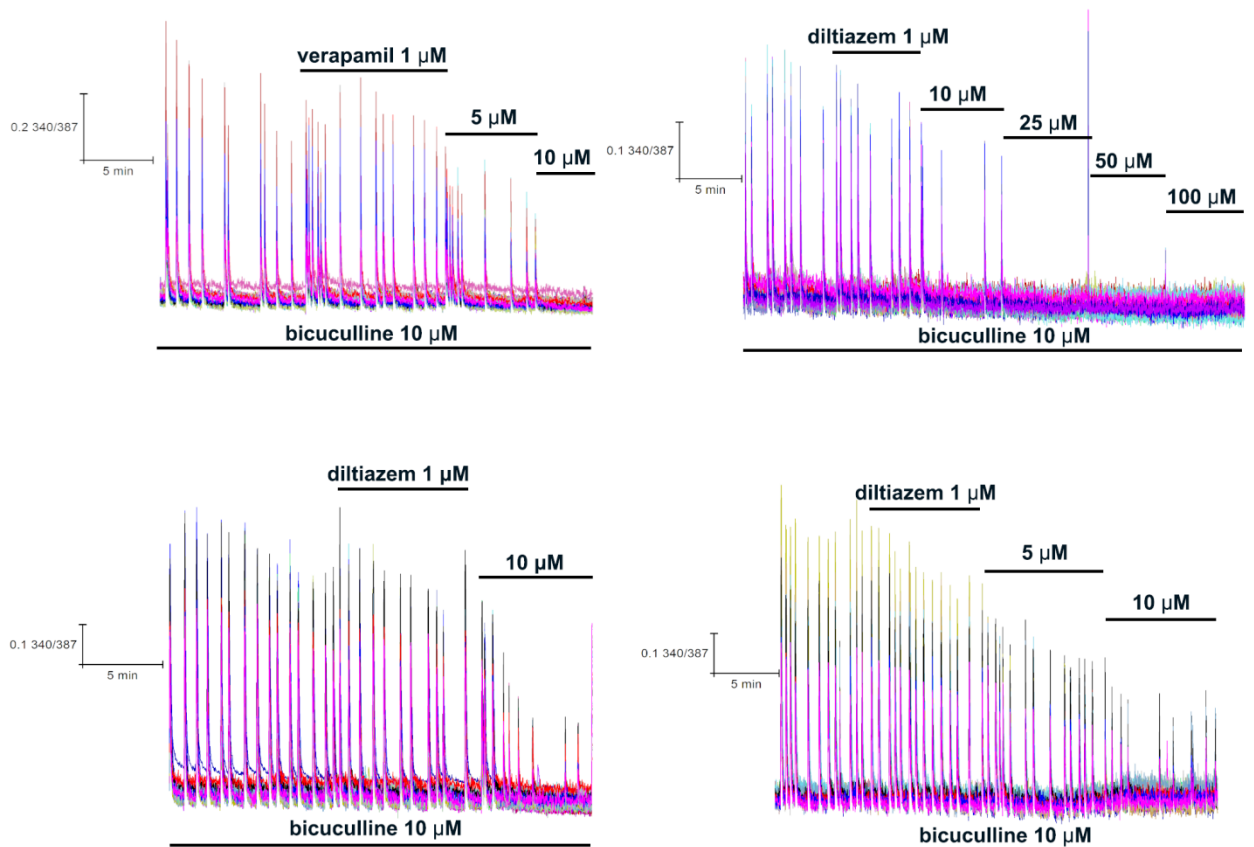 verapamil 1 µM
5 µM
10 µM
0.2 340/387
5 min
bicuculline 10 µM
diltiazem 1 µM
10 µM
25 µM
50 µM
100 µM
0.1 340/387
5 min
bicuculline 10 µM
diltiazem 1 µM
10 µM
0.1 340/387
5 min
bicuculline 10 µM
diltiazem 1 µM
5 µM
10 µM
0.1 340/387
5 min
bicuculline 10 µM